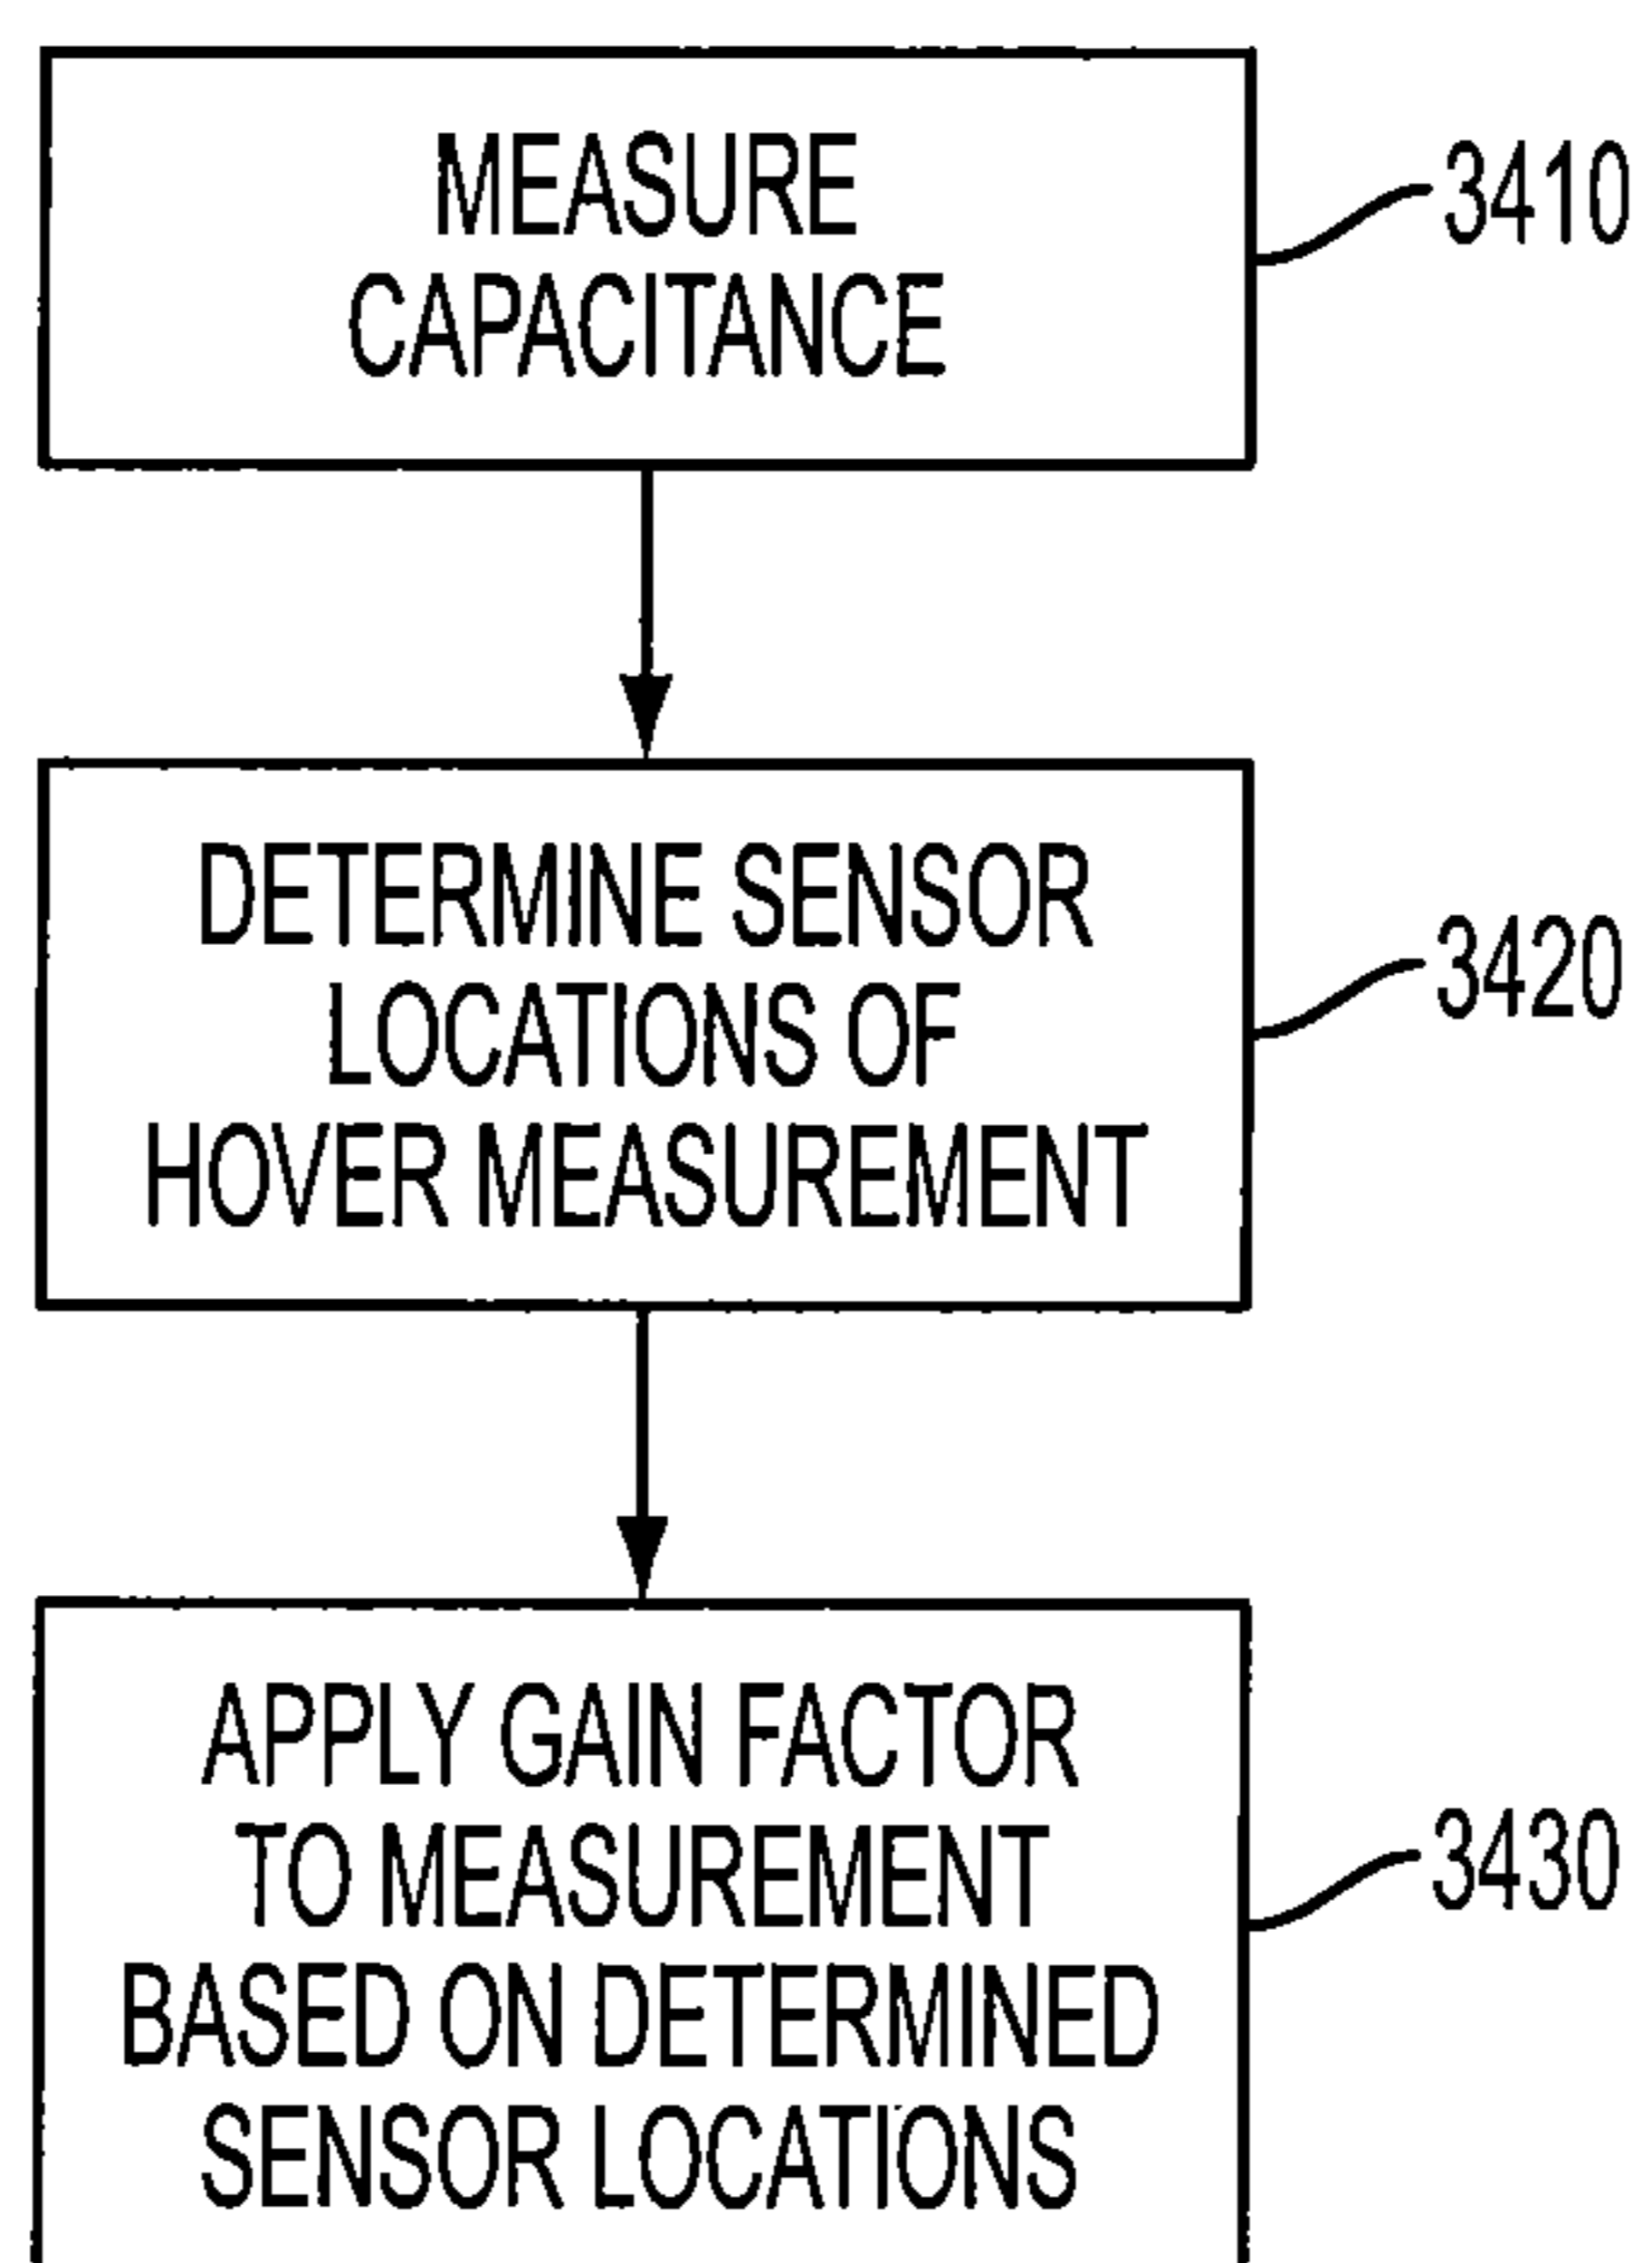 MEASURE
CAPACITANCE
3410
DETERMINE SENSOR
LOCATIONS OF
HOVER MEASUREMENT
3420
APPLY GAIN FACTOR
TO MEASUREMENT
BASED ON DETERMINED
SENSOR LOCATIONS
3430